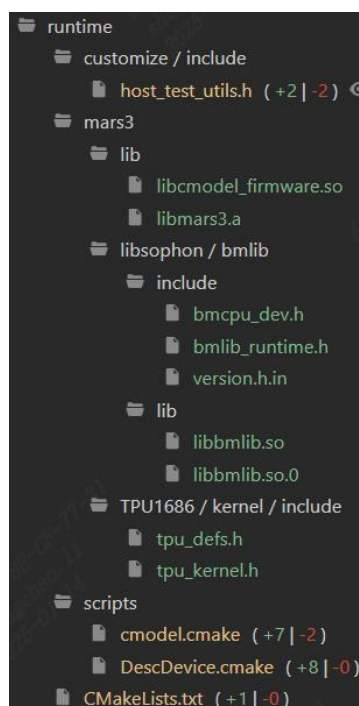 runtime
customize / include
host_test_utils.h ( +2 | -2 )
mars3
lib
libcmodel_firmware.so
libmars3.a
libsophon / bmlib
include
bmcpu_dev.h
bmlib_runtime.h
version.h.in
lib
libbmlib.so
libbmlib.so.0
TPU1686 / kernel / include
tpu_defs.h
tpu_kernel.h
scripts
cmodel.cmake ( +7 | -2 )
DescDevice.cmake ( +8 | -0 )
CMakeLists.txt ( +1 | -0 )